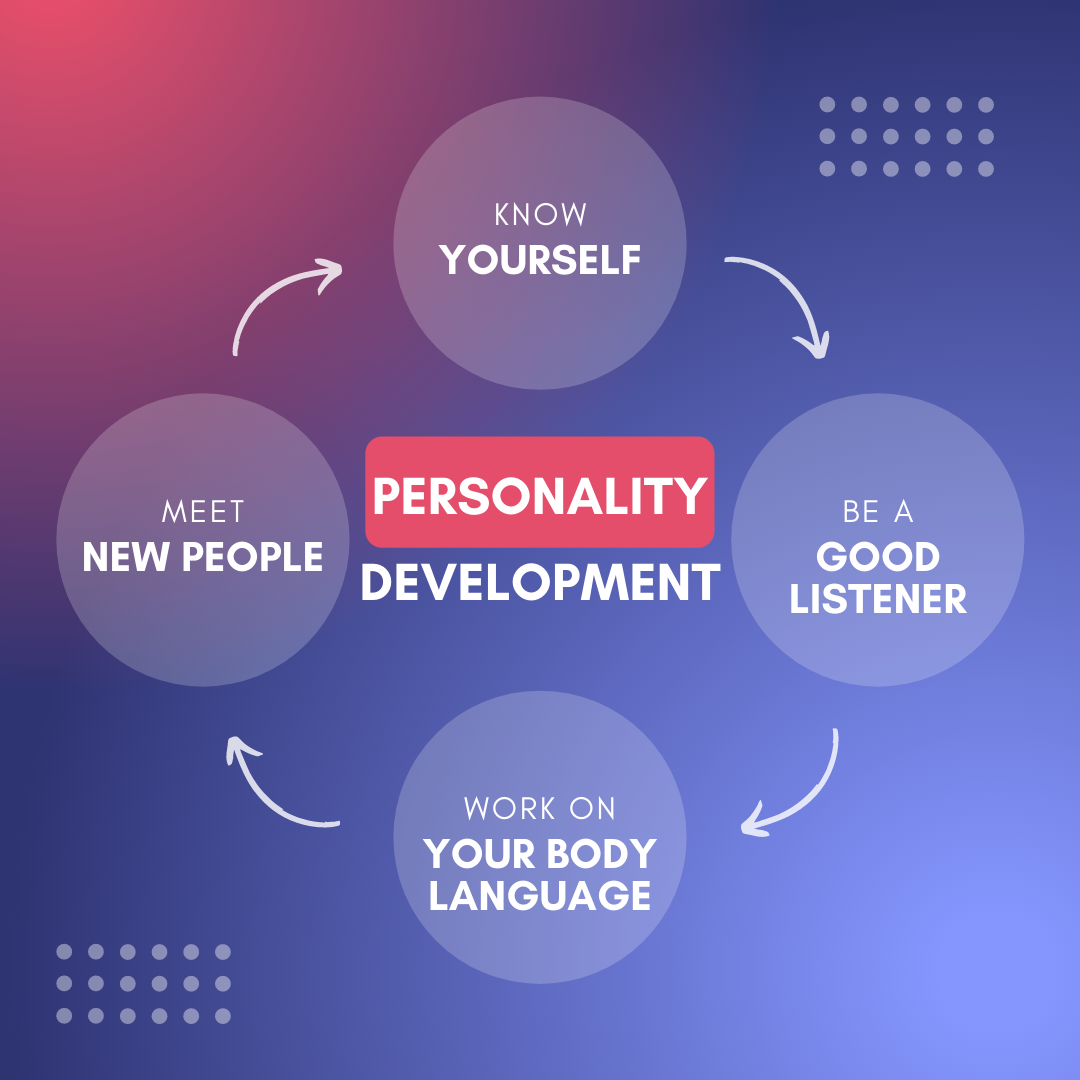 KNOW
YOURSELF
MEET
NEW PEOPLE
PERSONALITY
DEVELOPMENT
BE A
GOOD
LISTENER
WORK ON
YOUR BODY
LANGUAGE